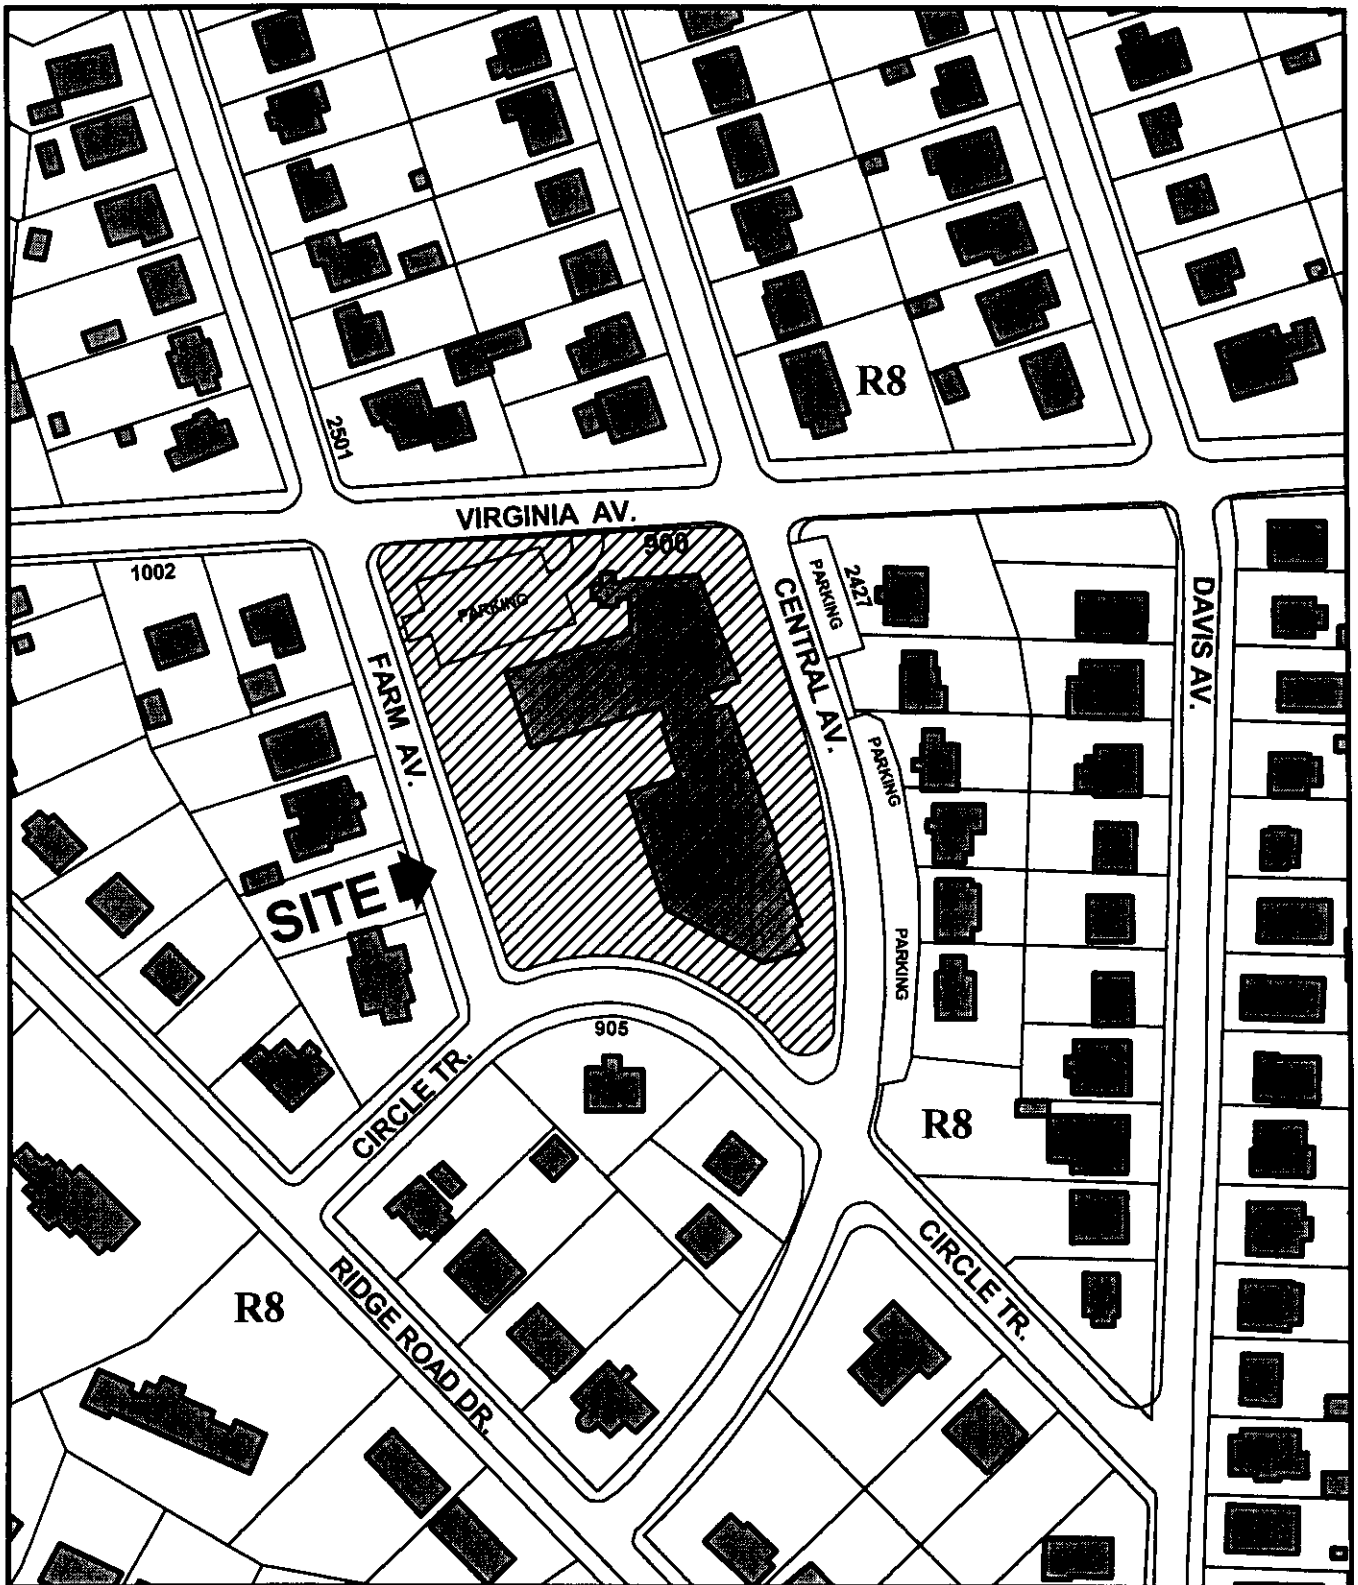 R8
2501
VIRGINIA AV.
900
1002
PARKING
PARKING
2427
CENTRAL AV.
DAVIS AV.
FARM AV.
PARKING
SITE
PARKING
905
CIRCLE TR.
R8
CIRCLE TR.
RIDGE ROAD DR.
R8